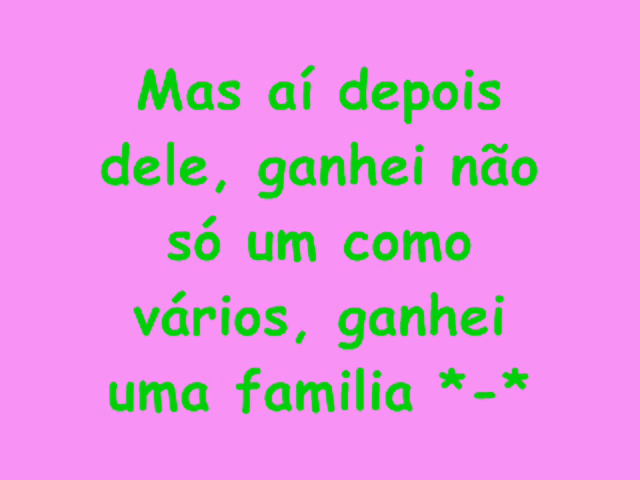 Mas aí depois
dele, ganhei não
só um como
vários, ganhei
uma familia *-*